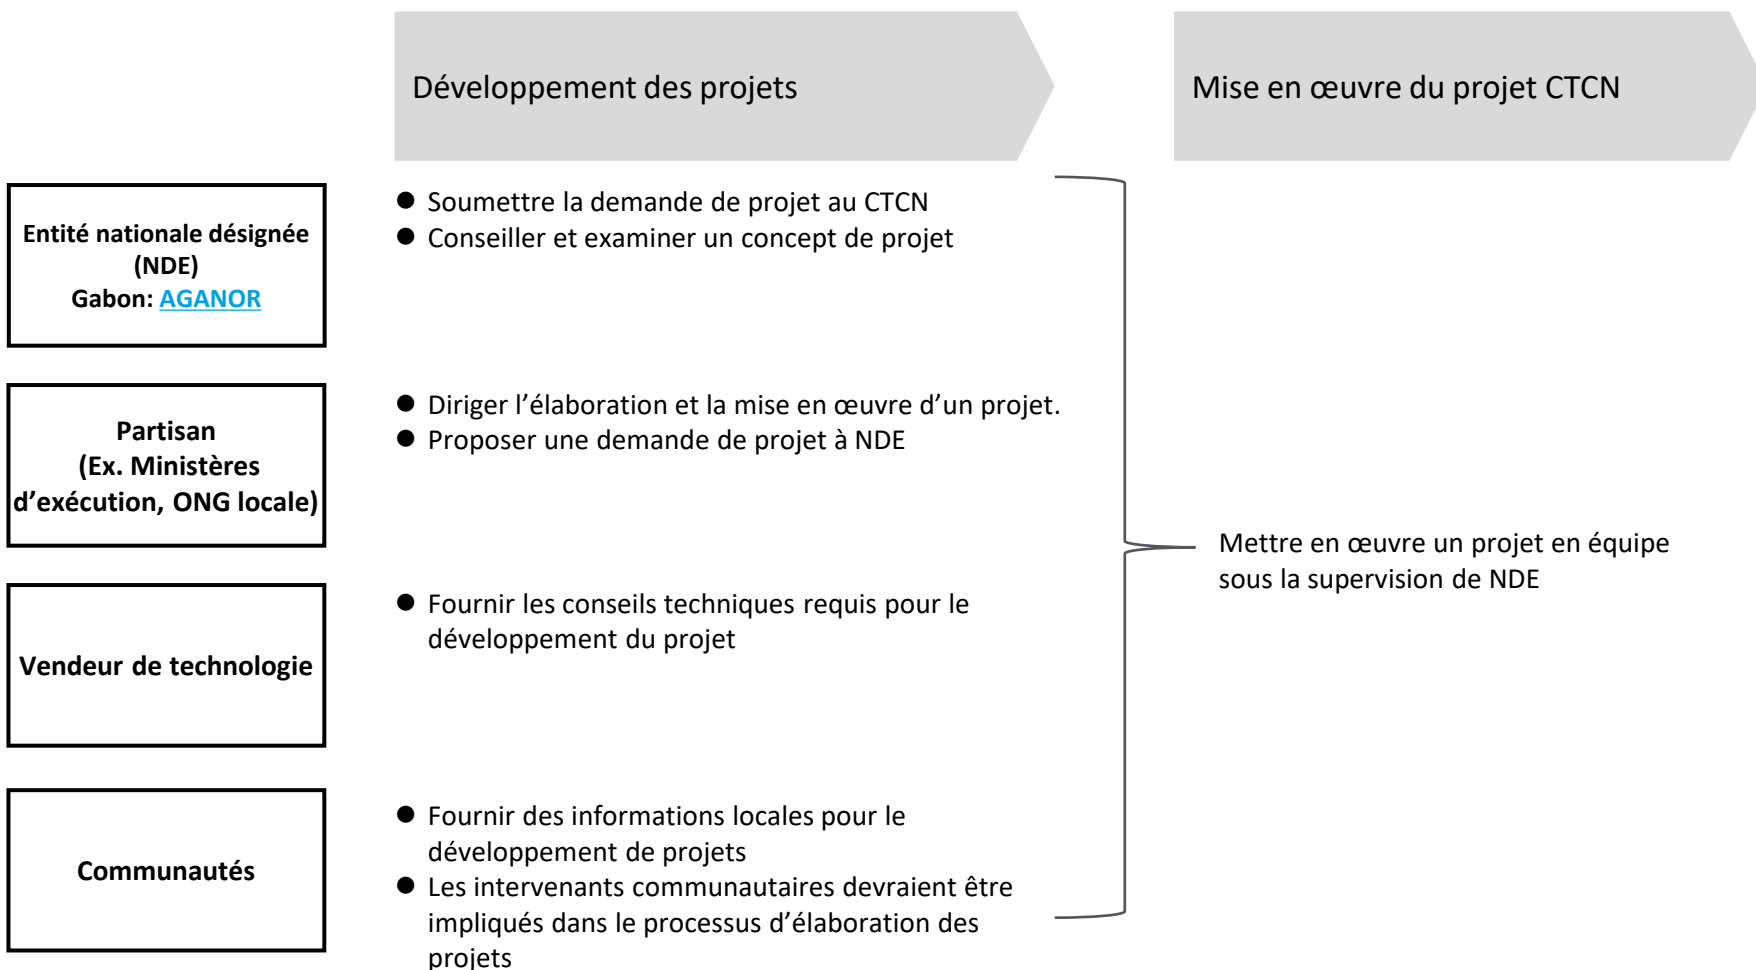 Développement des projets
Mise en œuvre du projet CTCN
Entité nationale désignée
(NDE)
Gabon: AGANOR
● Soumettre la demande de projet au CTCN
● Conseiller et examiner un concept de projet
Partisan
(Ex. Ministères
d’exécution, ONG locale)
● Diriger l’élaboration et la mise en œuvre d’un projet.
● Proposer une demande de projet à NDE
Vendeur de technologie
● Fournir les conseils techniques requis pour le
développement du projet
Communautés
● Fournir des informations locales pour le
développement de projets
● Les intervenants communautaires devraient être
impliqués dans le processus d’élaboration des
projets
Mettre en œuvre un projet en équipe
sous la supervision de NDE